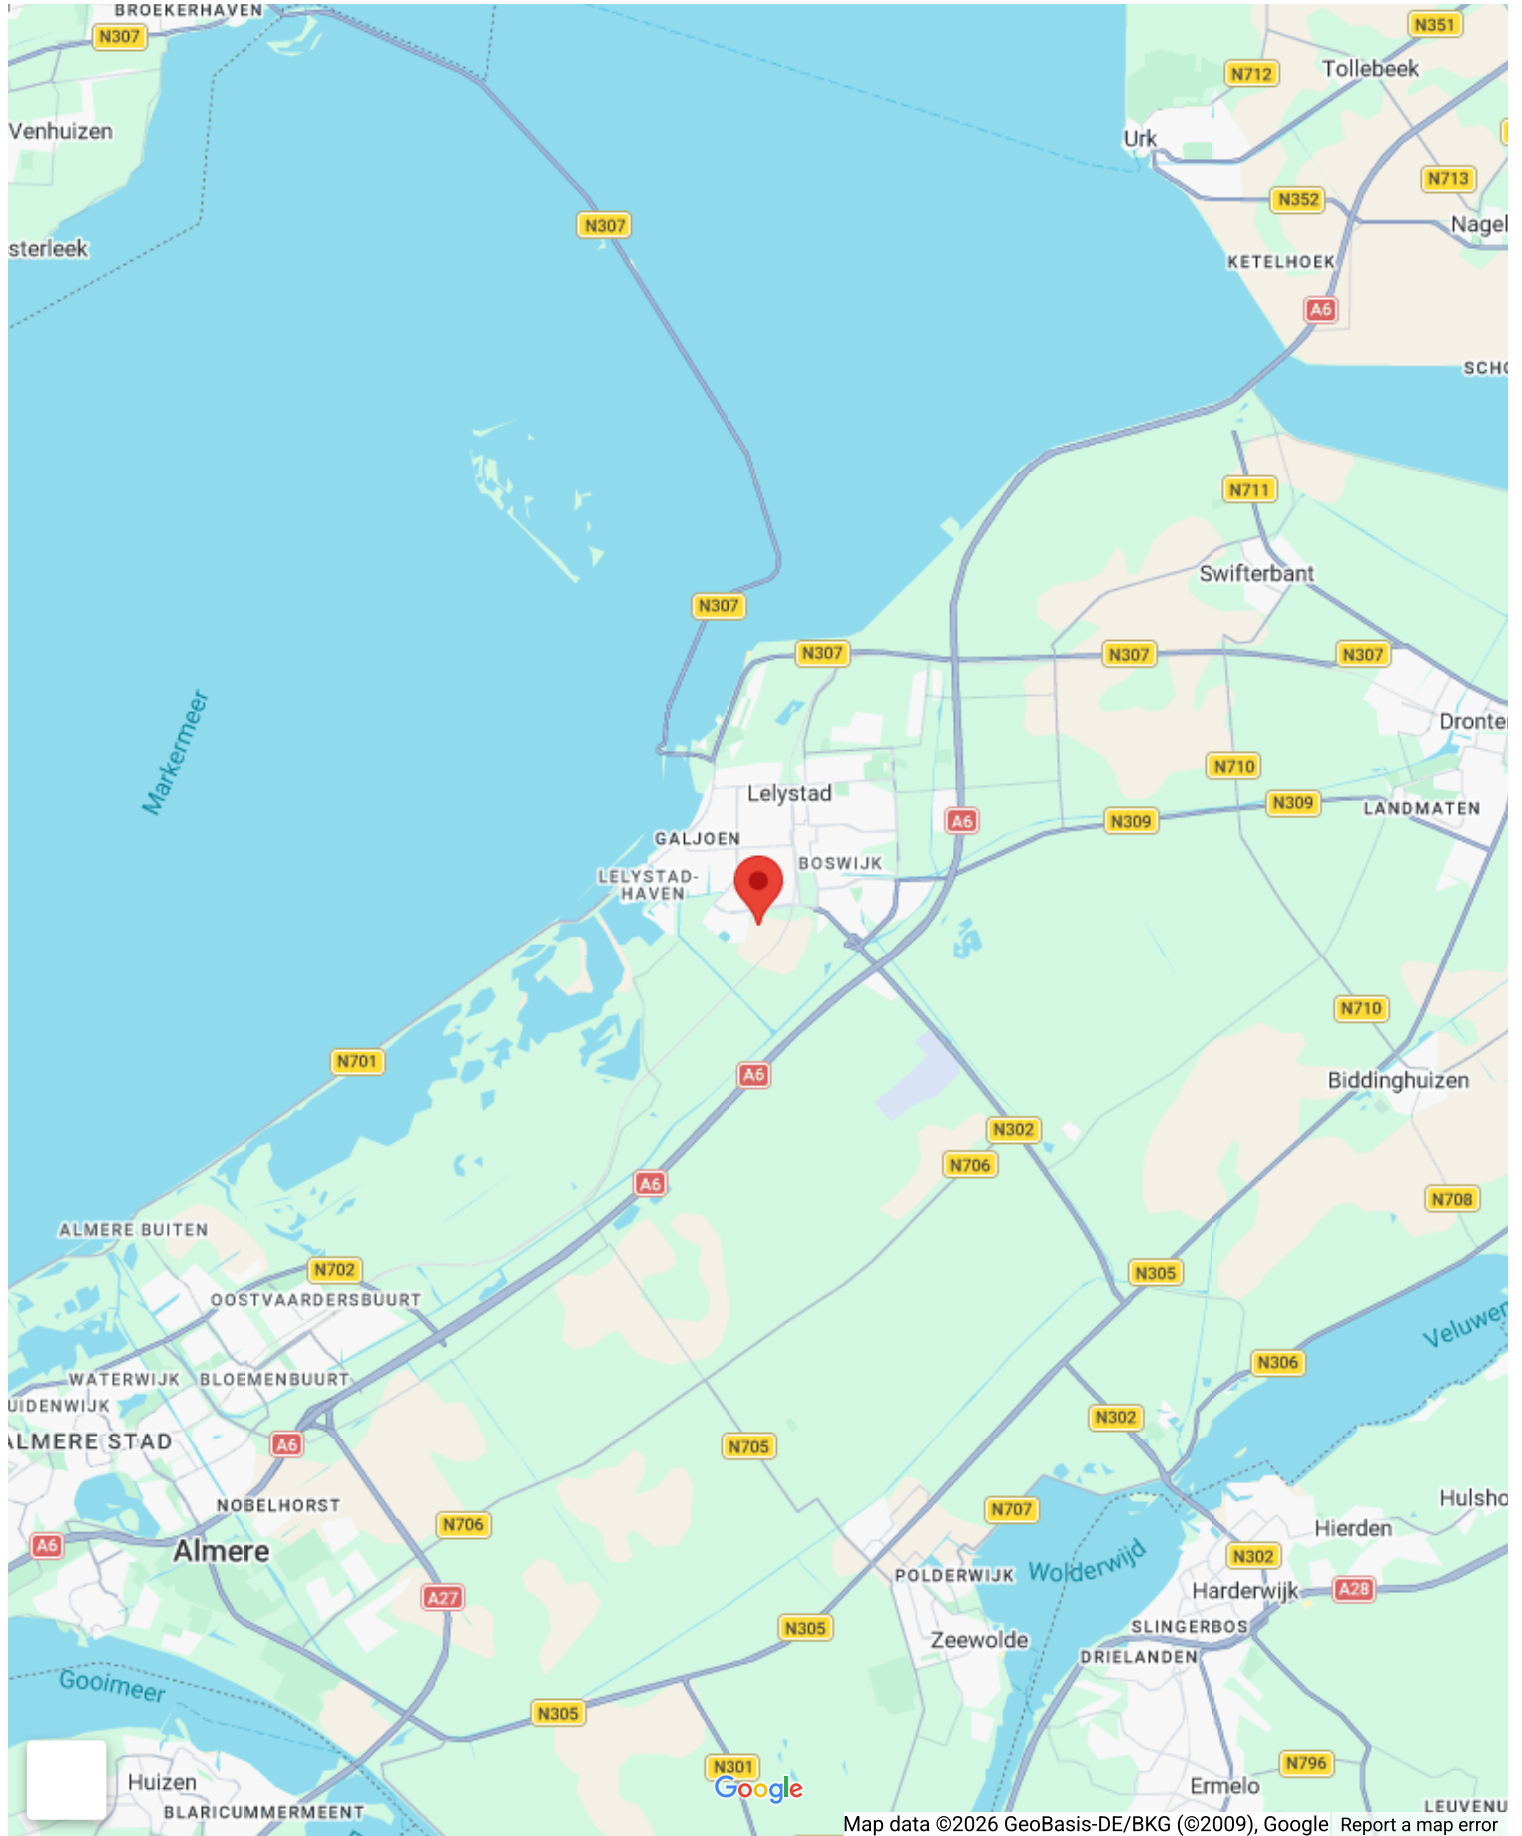 BROEKERHAVEN
N307
N351
N712
Tollebeek
Venhuizen
Urk
N713
N352
N307
Nagel
sterleek
KETELHOEK
A6
SCHO
N711
Swifterbant
N307
N307
N307
N307
Markermeer
Dronte
N710
Lelystad
N309
LANDMATEN
A6
N309
GALJOEN
BOSWIJK
LELYSTAD-
HAVEN
N710
N701
A6
Biddinghuizen
N302
N706
A6
N708
ALMERE BUITEN
N702
N305
OOSTVAARDERSBUURT
Veluwen
N306
WATERWIJK
BLOEMENBUURT
UIDENWIJK
N302
ALMERE STAD
A6
N705
NOBELHORST
Hulsho
N707
N706
Hierden
A6
Almere
N302
Wolderwijd
POLDERWIJK
Harderwijk
A28
A27
N305
SLINGERBOS
Zeewolde
DRIELANDEN
Gooimeer
N305
N796
N301
Huizen
Google
Ermelo
BLARICUMMERMEENT
LEUVENU
Map data ©2026 GeoBasis-DE/BKG (©2009), Google
Report a map error